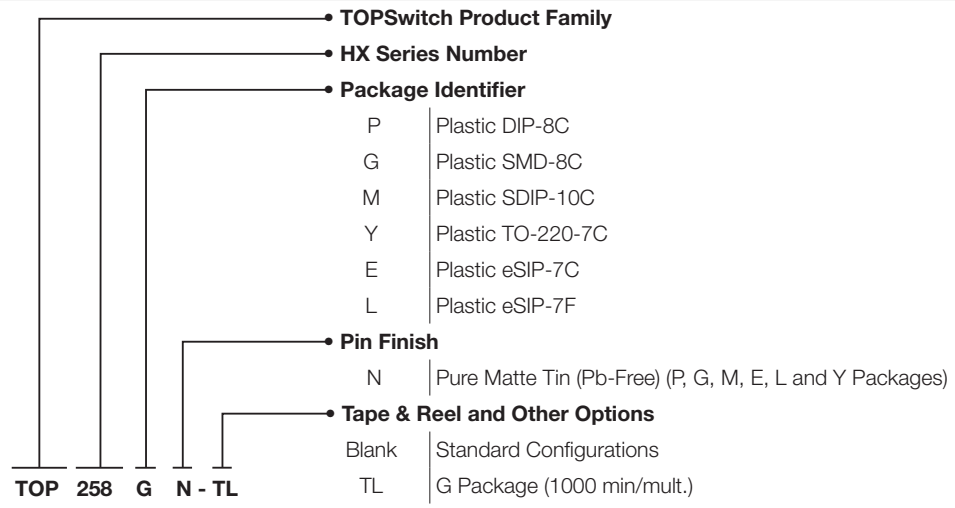 TOPSwitch Product Family
HX Series Number
Package Identifier
P Plastic DIP-8C
G Plastic SMD-8C
M Plastic SDIP-10C
Y Plastic TO-220-7C
E Plastic eSIP-7C
L Plastic eSIP-7F
Pin Finish
N Pure Matte Tin (Pb-Free) (P, G, M, E, L and Y Packages)
Tape & Reel and Other Options
Blank Standard Configurations
TL G Package (1000 min/mult.)
TOP 258 G N - TL